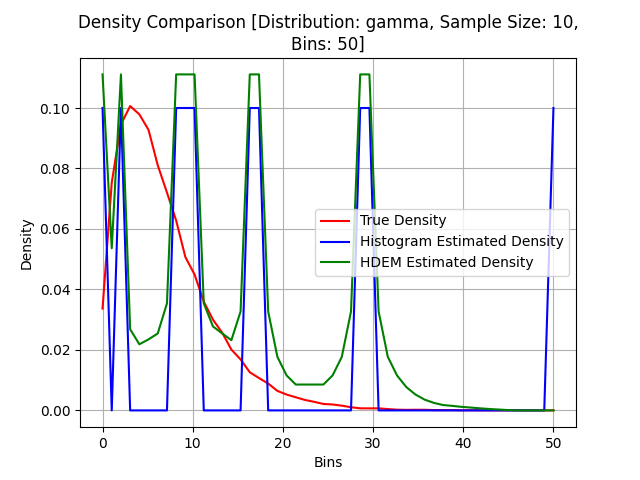 Density Comparison [Distribution: gamma, Sample Size: 10,
Bins: 50]
Density
0.10
0.08
0.06
0.04
0.02
0.00
True Density
Histogram Estimated Density
HDEM Estimated Density
0 10 20 30 40 50
Bins